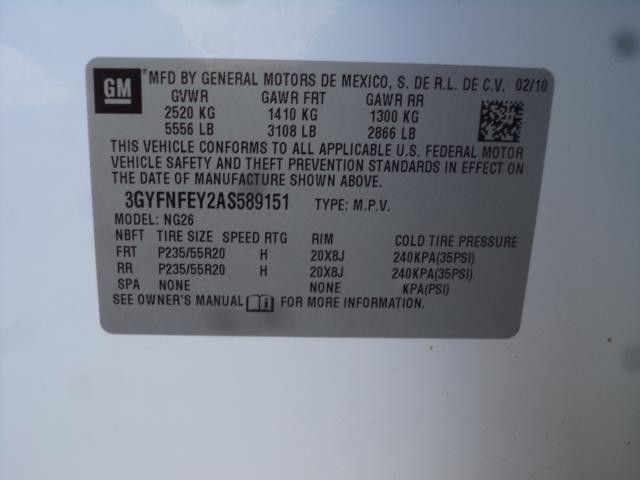 GM MFD BY GENERAL MOTORS DE MEXICO, S. DE R.L. DE C.V. 02/10
GVWR GAWR FRT GAWR RR
2520 KG 1410 KG 1300 KG
5556 LB 3108 LB 2866 LB
THIS VEHICLE CONFORMS TO ALL APPLICABLE U.S. FEDERAL MOTOR
VEHICLE SAFETY AND THEFT PREVENTION STANDARDS IN EFFECT ON
THE DATE OF MANUFACTURE SHOWN ABOVE.
3GYFNFEY2AS589151 TYPE: M.P.V.
MODEL: NG26
NBFT TIRE SIZE SPEED RTG RIM COLD TIRE PRESSURE
FRT P235/55R20 H 20X8J 240KPA(35PSI)
RR P235/55R20 H 20X8J 240KPA(35PSI)
SPA NONE NONE KPA(PSI)
SEE OWNER'S MANUAL FOR MORE INFORMATION.